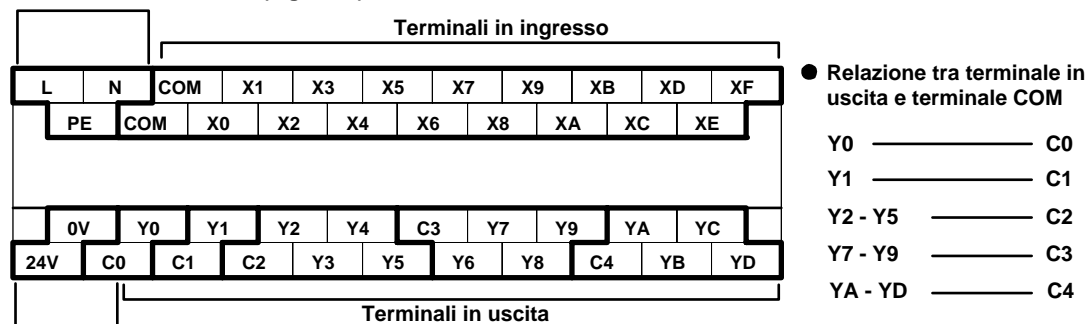 Terminali in ingresso
L N COM X1 X3 X5 X7 X9 XB XD XF
PE COM X0 X2 X4 X6 X8 XA XC XE
0V Y0 Y1 Y2 Y4 C3 Y7 Y9 YA YC
24V C0 C1 C2 Y3 Y5 Y6 Y8 C4 YB YD
Terminali in uscita
● Relazione tra terminale in
uscita e terminale COM
Y0 C0
Y1 C1
Y2 - Y5 C2
Y7 - Y9 C3
YA - YD C4